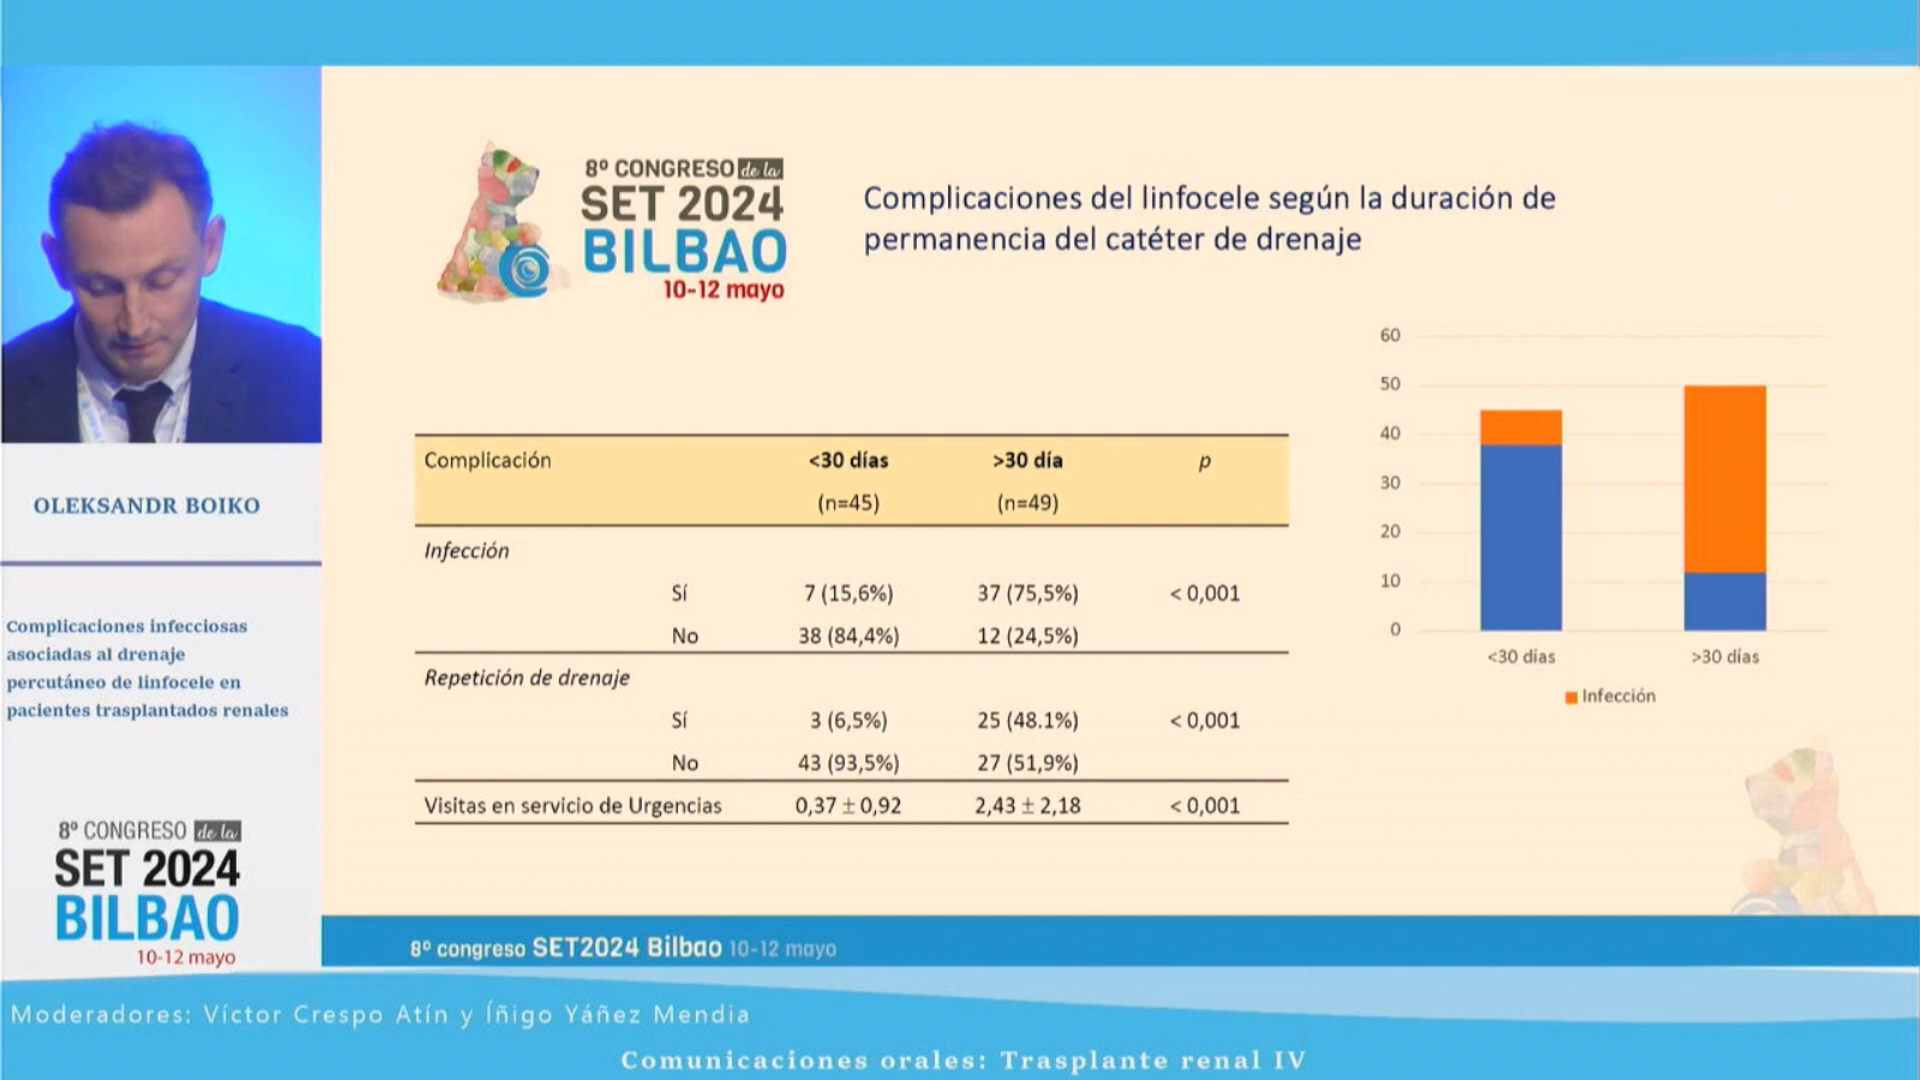 OLEKSANDR BOIKO
Complicaciones infecciosas
asociadas al drenaje
percutáneo de linfocele en
pacientes trasplantados renales
8º CONGRESO de la
SET 2024
BILBAO
10-12 mayo
8º CONGRESO de la
SET 2024
BILBAO
10-12 mayo
Complicaciones del linfocele según la duración de
permanencia del catéter de drenaje
Complicación <30 días >30 día p
(n=45) (n=49)
Infección
Sí 7 (15,6%) 37 (75,5%) < 0,001
No 38 (84,4%) 12 (24,5%)
Repetición de drenaje
Sí 3 (6,5%) 25 (48.1%) < 0,001
No 43 (93,5%) 27 (51,9%)
Visitas en servicio de Urgencias 0,37 ± 0,92 2,43 ± 2,18 < 0,001
60
50
40
30
20
10
0
<30 días >30 días
Infección
8º congreso SET2024 Bilbao 10-12 mayo
Moderadores: Víctor Crespo Atín y Íñigo Yáñez Mendia
Comunicaciones orales: Trasplante renal IV